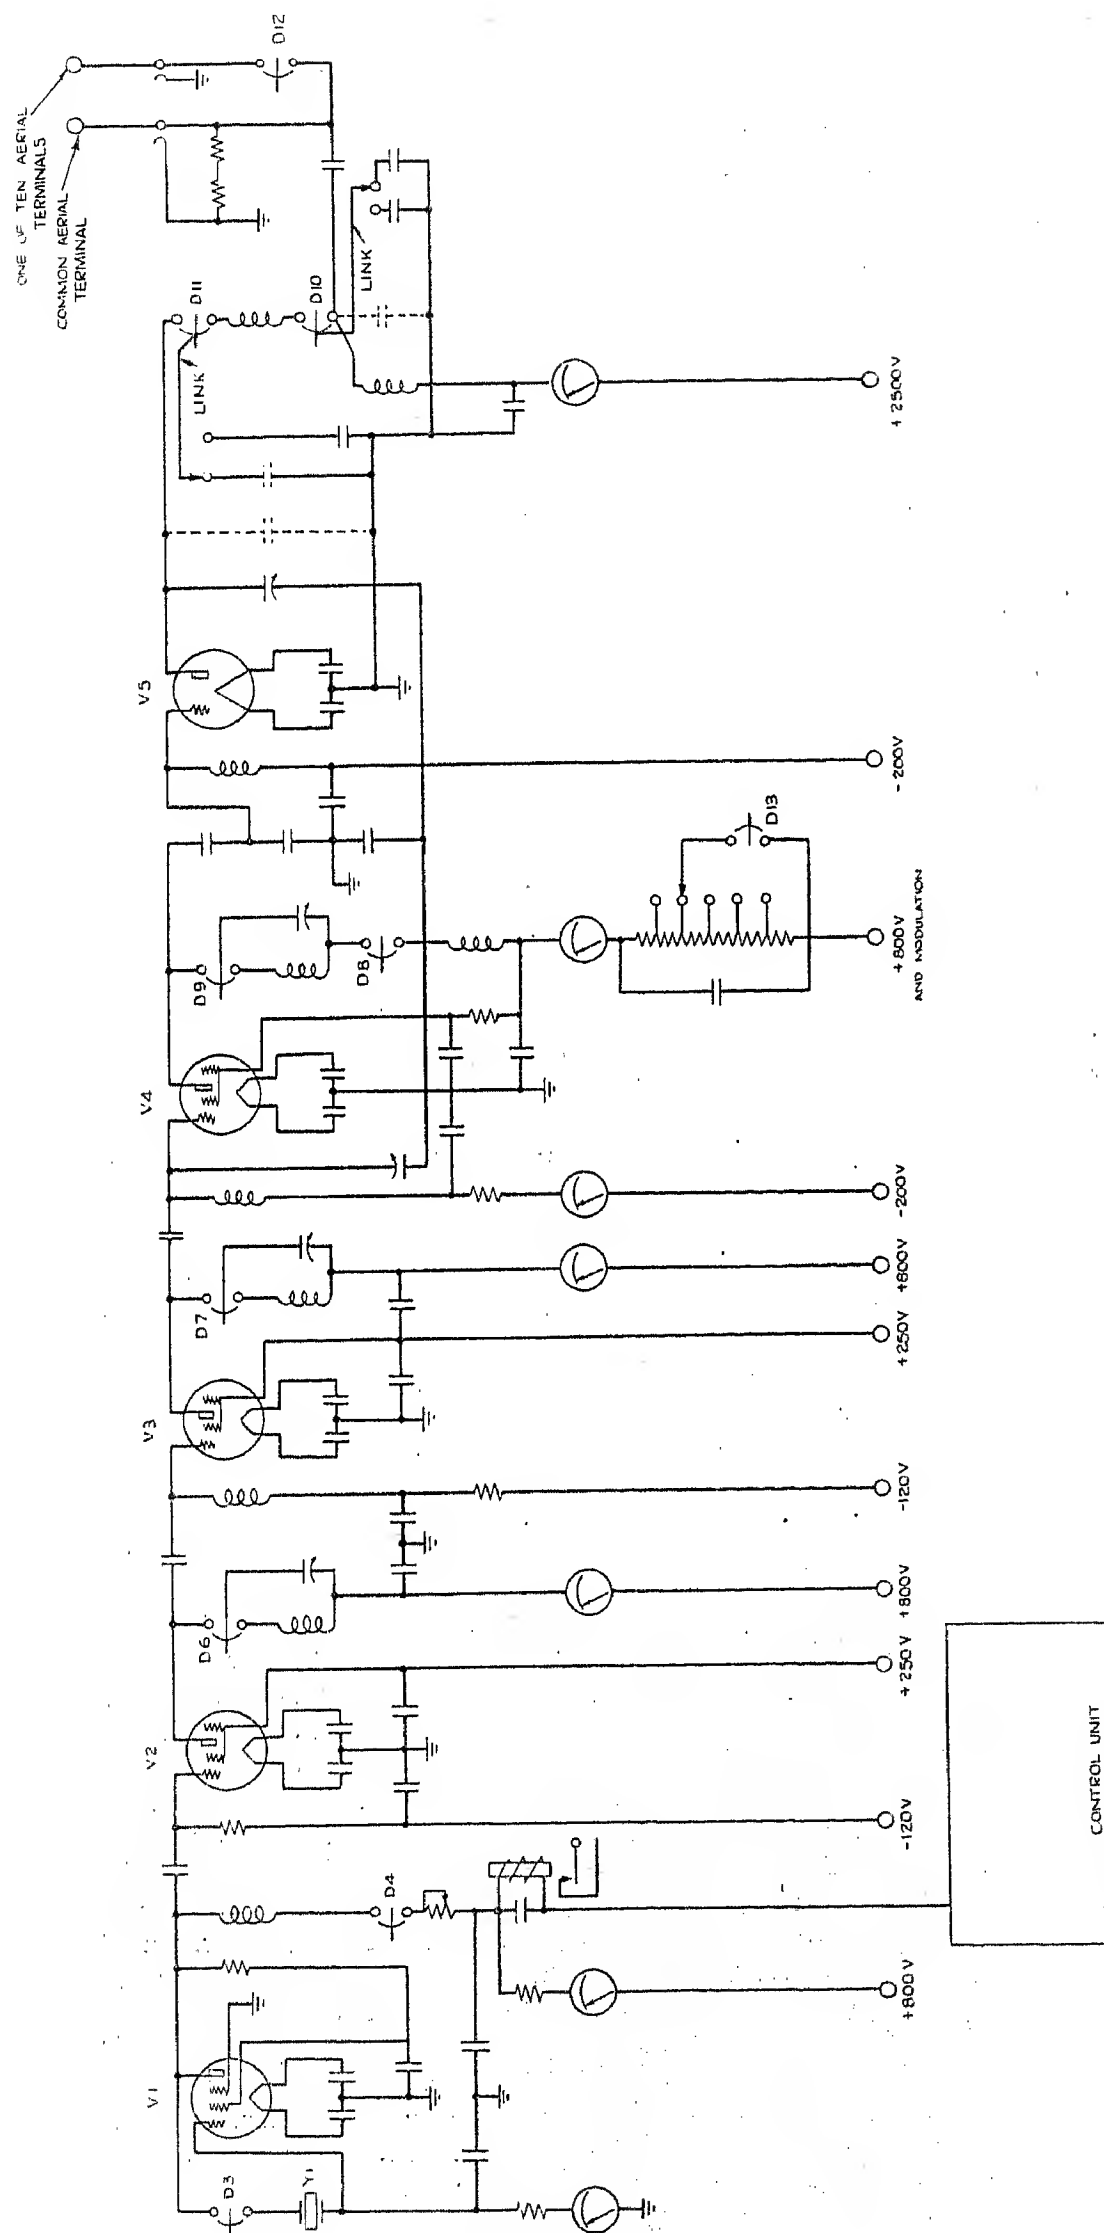 ONE OF TEN AERIAL
TERMINALS
COMMON AERIAL
TERMINAL
D12
D11
LINK
D10
LINK
+2500V
V5
-200V
D13
+800V
AND MODULATION
D9
D8
V4
-200V
+800V
D7
+250V
V3
-120V
+800V
D6
+250V
V2
-120V
D4
CONTROL UNIT
+800V
V1
D3
Y1